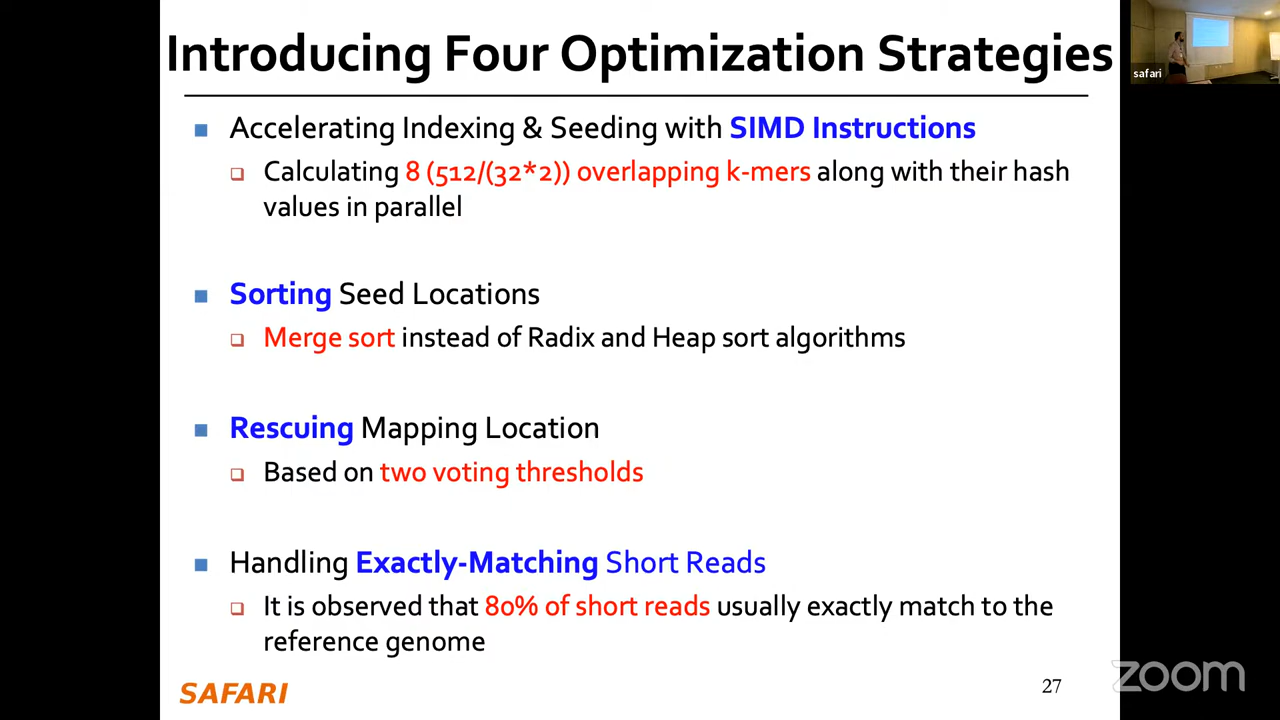 Introducing Four Optimization Strategies
safari
Accelerating Indexing & Seeding with SIMD Instructions
Calculating 8 (512/(32*2)) overlapping k-mers along with their hash
values in parallel
Sorting Seed Locations
Merge sort instead of Radix and Heap sort algorithms
Rescuing Mapping Location
Based on two voting thresholds
Handling Exactly-Matching Short Reads
It is observed that 80% of short reads usually exactly match to the
reference genome
SAFARI
27
zoom